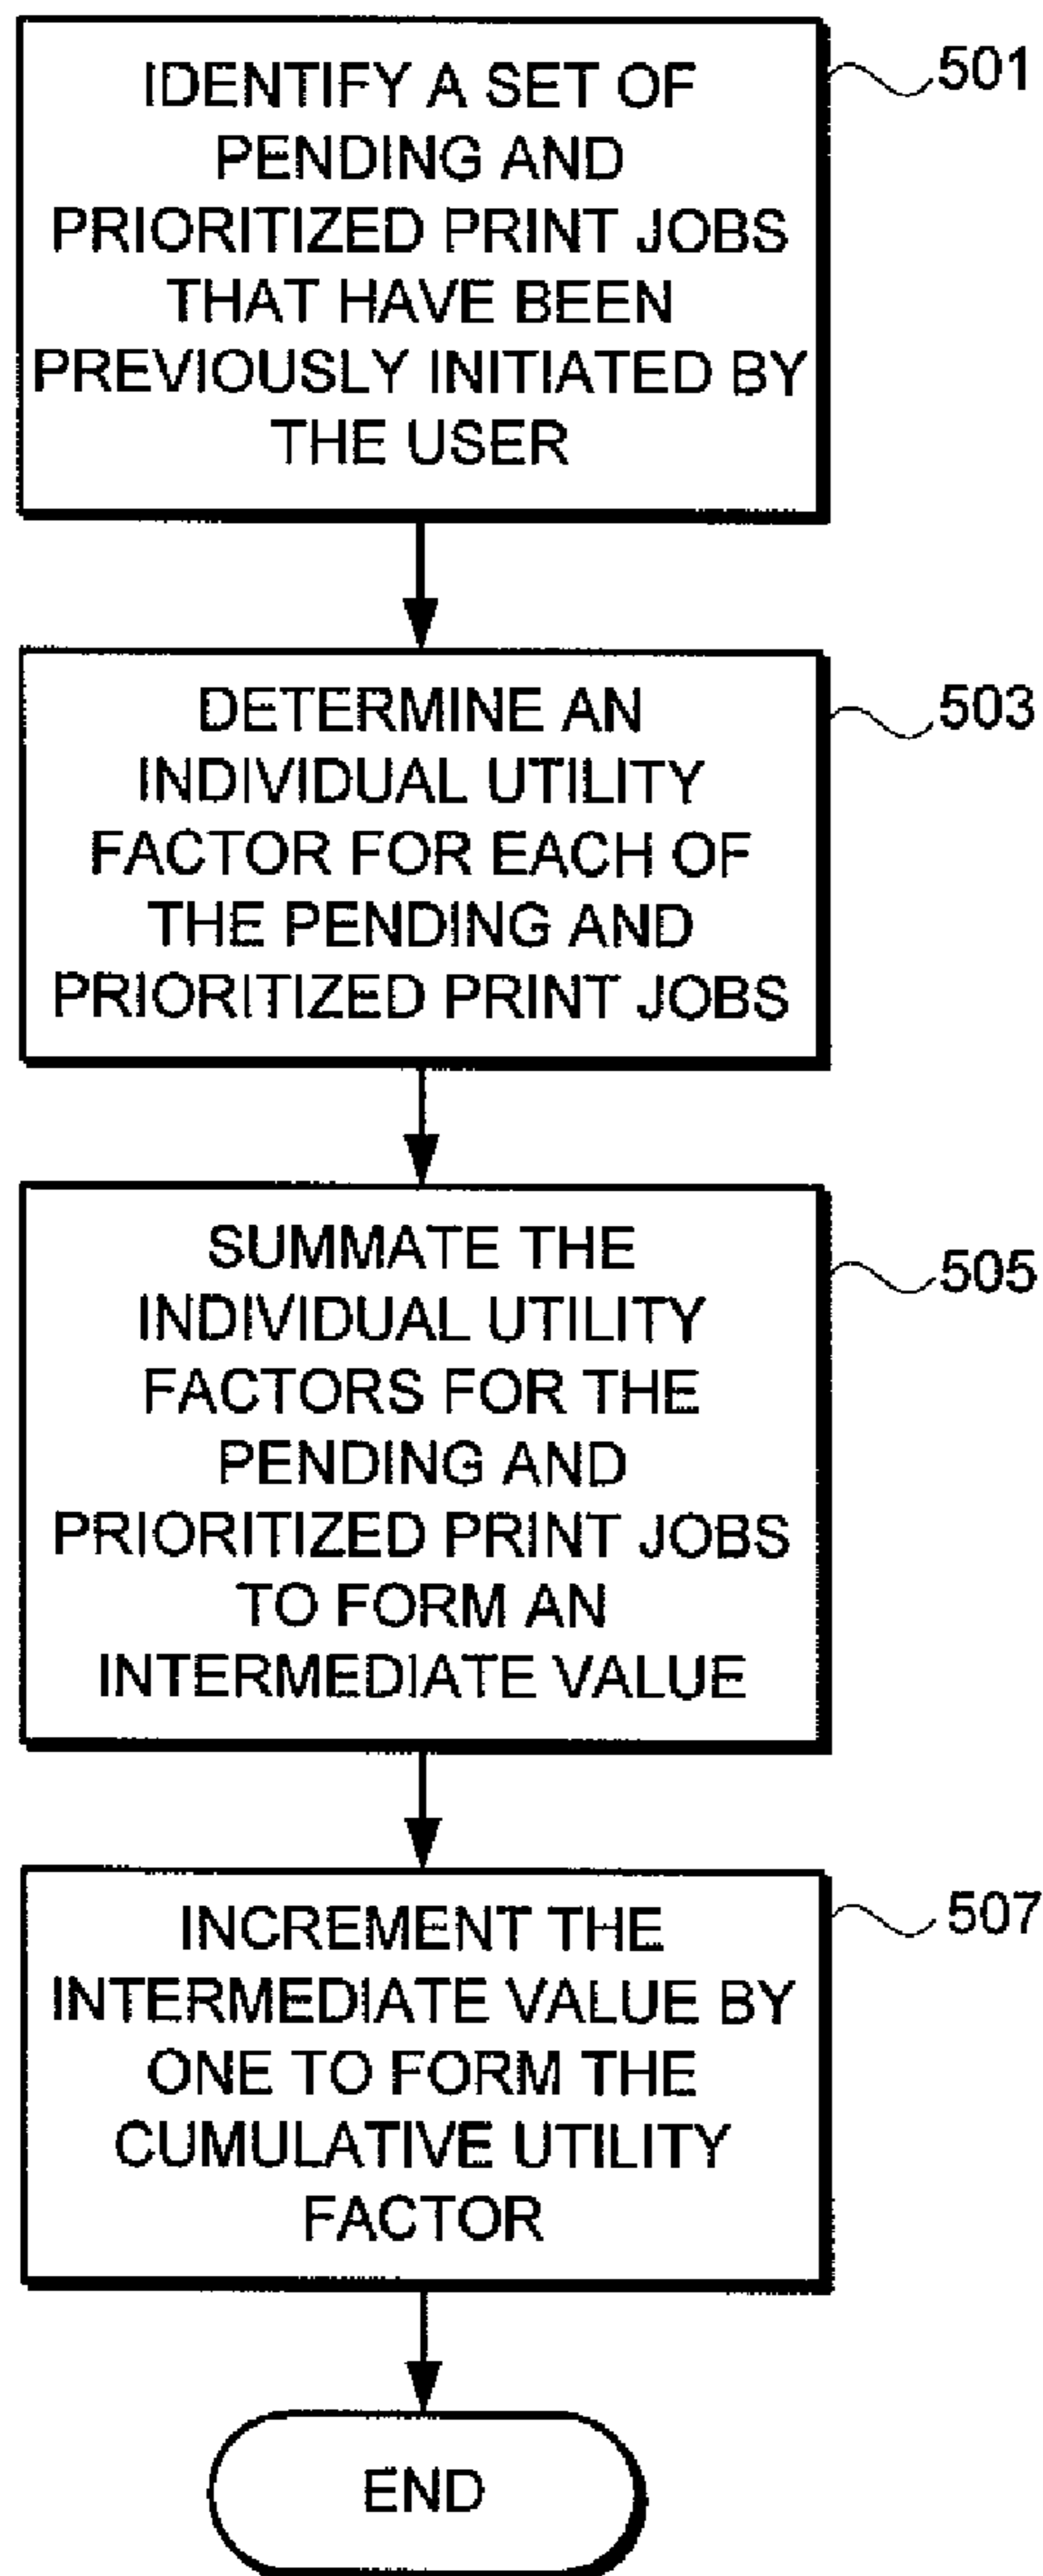 IDENTIFY A SET OF
PENDING AND
PRIORITIZED PRINT JOBS
THAT HAVE BEEN
PREVIOUSLY INITIATED BY
THE USER
501
DETERMINE AN
INDIVIDUAL UTILITY
FACTOR FOR EACH OF
THE PENDING AND
PRIORITIZED PRINT JOBS
503
SUMMATE THE
INDIVIDUAL UTILITY
FACTORS FOR THE
PENDING AND
PRIORITIZED PRINT JOBS
TO FORM AN
INTERMEDIATE VALUE
505
INCREMENT THE
INTERMEDIATE VALUE BY
ONE TO FORM THE
CUMULATIVE UTILITY
FACTOR
507
END